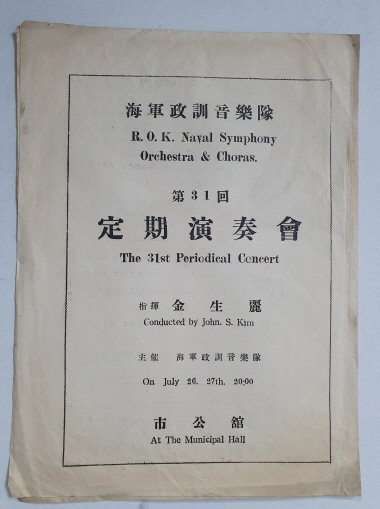 海軍政訓音樂隊
R. O. K. Naval Symphony
Orchestra & Choras.
第31回
定期演奏會
The 31st Periodical Concert
指揮 金生麗
Conducted by John. S. Kim
主催 海軍政訓音樂隊
On July 26. 27th. 20:00
市公舘
At The Municipal Hall